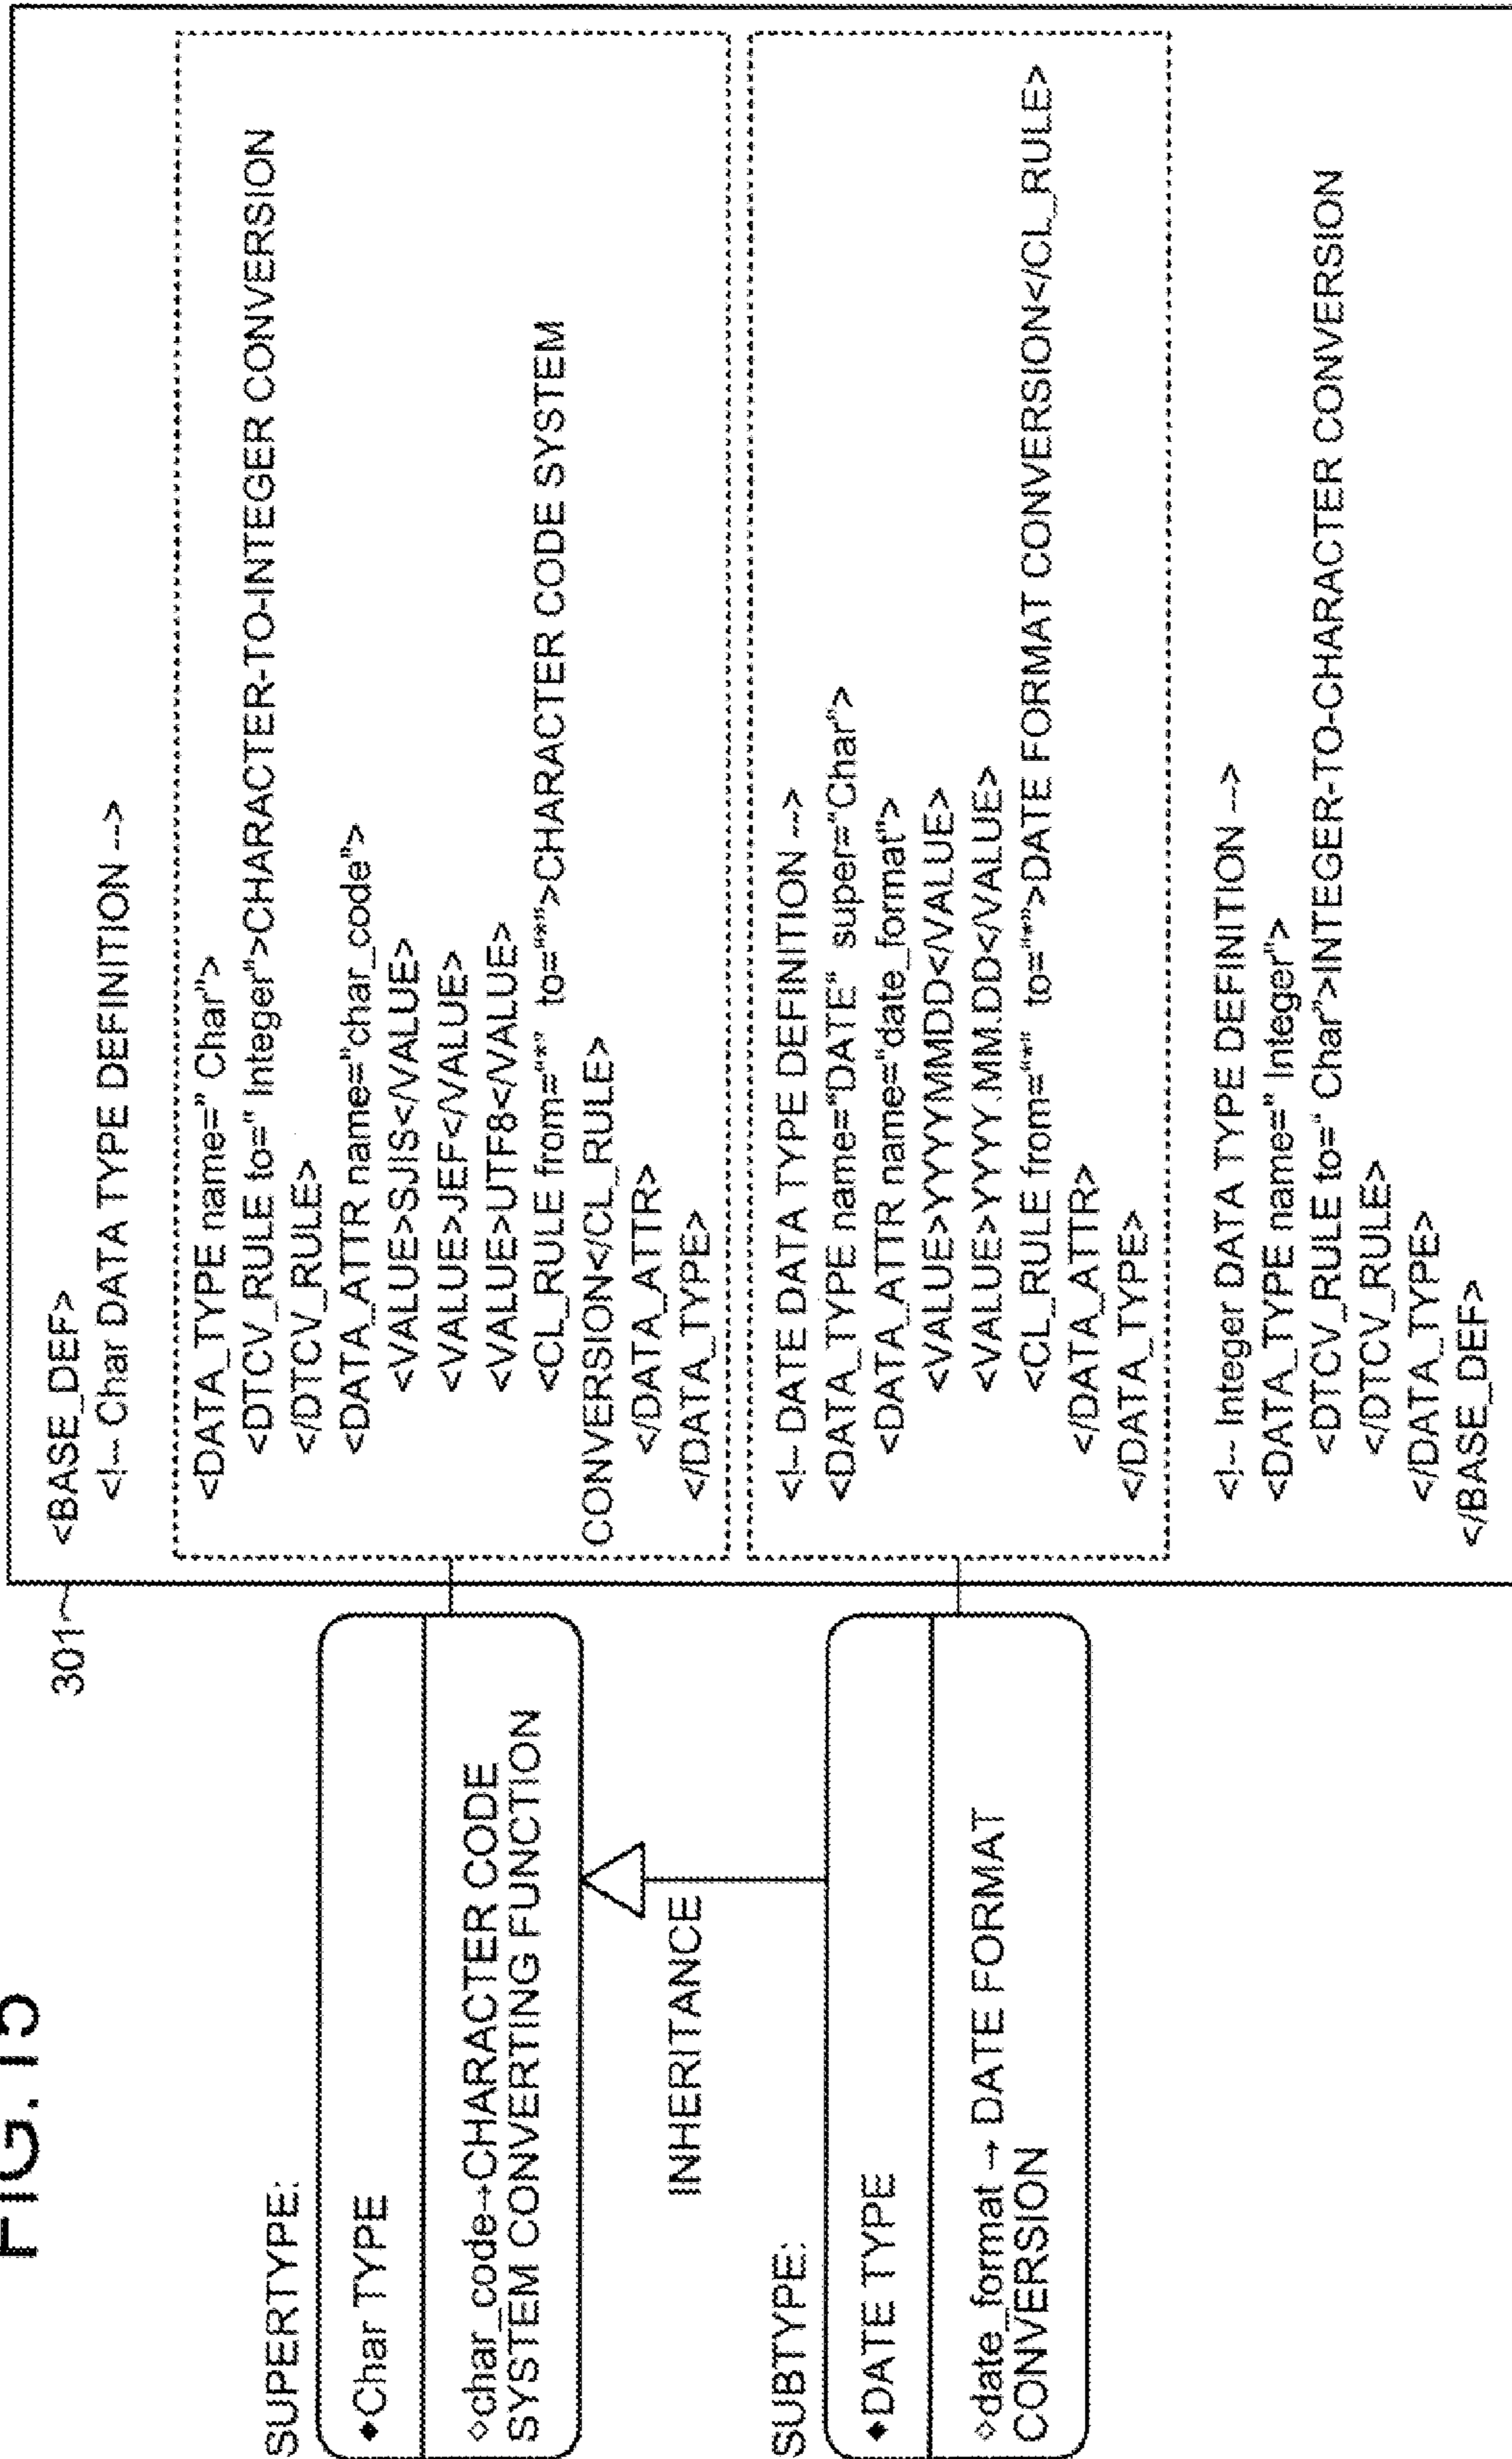 FIG. 15
SUPERTYPE:
◆Char TYPE
◇char_code→CHARACTER CODE
SYSTEM CONVERTING FUNCTION
INHERITANCE
SUBTYPE:
◆DATE TYPE
◇date_format → DATE FORMAT
CONVERSION
301
<BASE_DEF>
<!-- Char DATA TYPE DEFINITION -->
<DATA_TYPE name=" Char">
<DTCV_RULE to=" Integer">CHARACTER-TO-INTEGER CONVERSION
</DTCV_RULE>
<DATA_ATTR name="char_code">
<VALUE>SJIS</VALUE>
<VALUE>JEF</VALUE>
<VALUE>UTF8</VALUE>
<CL_RULE from="*" to="*">CHARACTER CODE SYSTEM
CONVERSION</CL_RULE>
</DATA_ATTR>
</DATA_TYPE>
<!-- DATE DATA TYPE DEFINITION -->
<DATA_TYPE name="DATE" super="Char">
<DATA_ATTR name="date_format">
<VALUE>YYYYMMDD</VALUE>
<VALUE>YYYY.MM.DD</VALUE>
<CL_RULE from="*" to="*">DATE FORMAT CONVERSION</CL_RULE>
</DATA_ATTR>
</DATA_TYPE>
<!-- Integer DATA TYPE DEFINITION -->
<DATA_TYPE name=" Integer">
<DTCV_RULE to=" Char">INTEGER-TO-CHARACTER CONVERSION
</DTCV_RULE>
</DATA_TYPE>
</BASE_DEF>